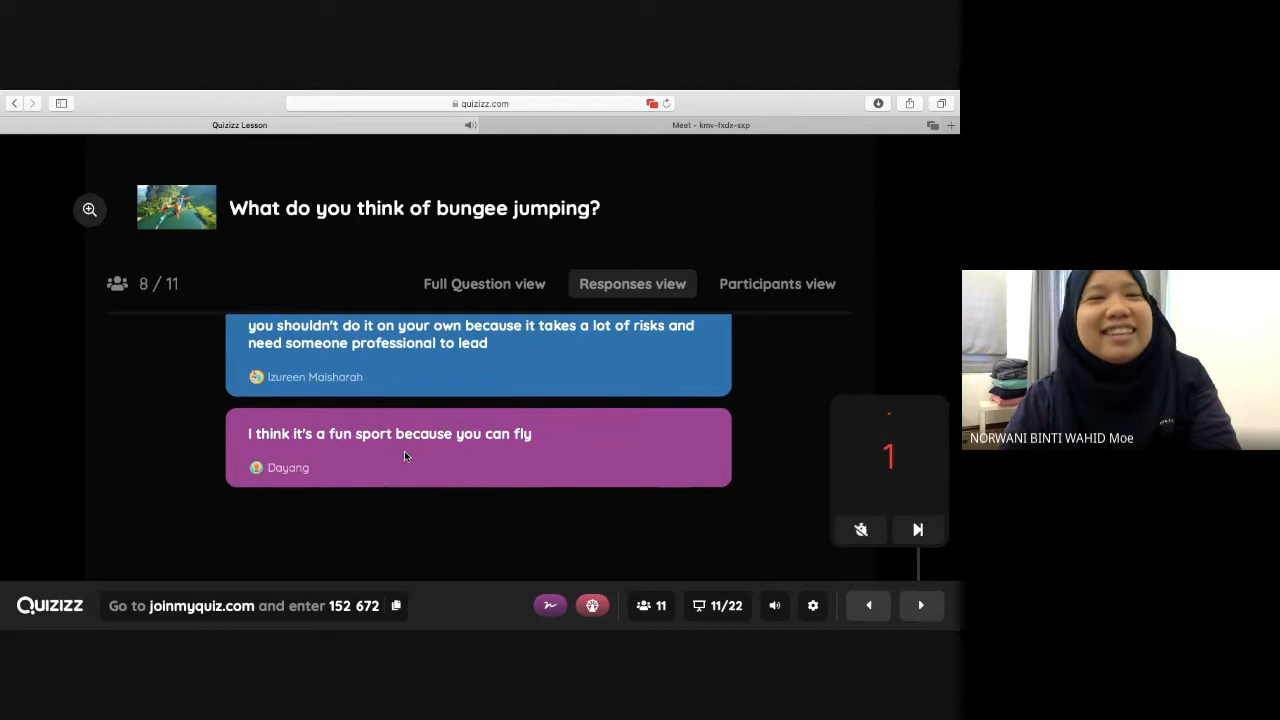 quizizz.com
Quizizz Lesson
Meet - kmv-fxdx-sxp
What do you think of bungee jumping?
8 / 11
Full Question view
Responses view
Participants view
you shouldn't do it on your own because it takes a lot of risks and
need someone professional to lead
Izureen Maisharah
I think it's a fun sport because you can fly
Dayang
1
NORWANI BINTI WAHID Moe
QUIZIZZ
Go to joinmyquiz.com and enter 152 672
11
11/22